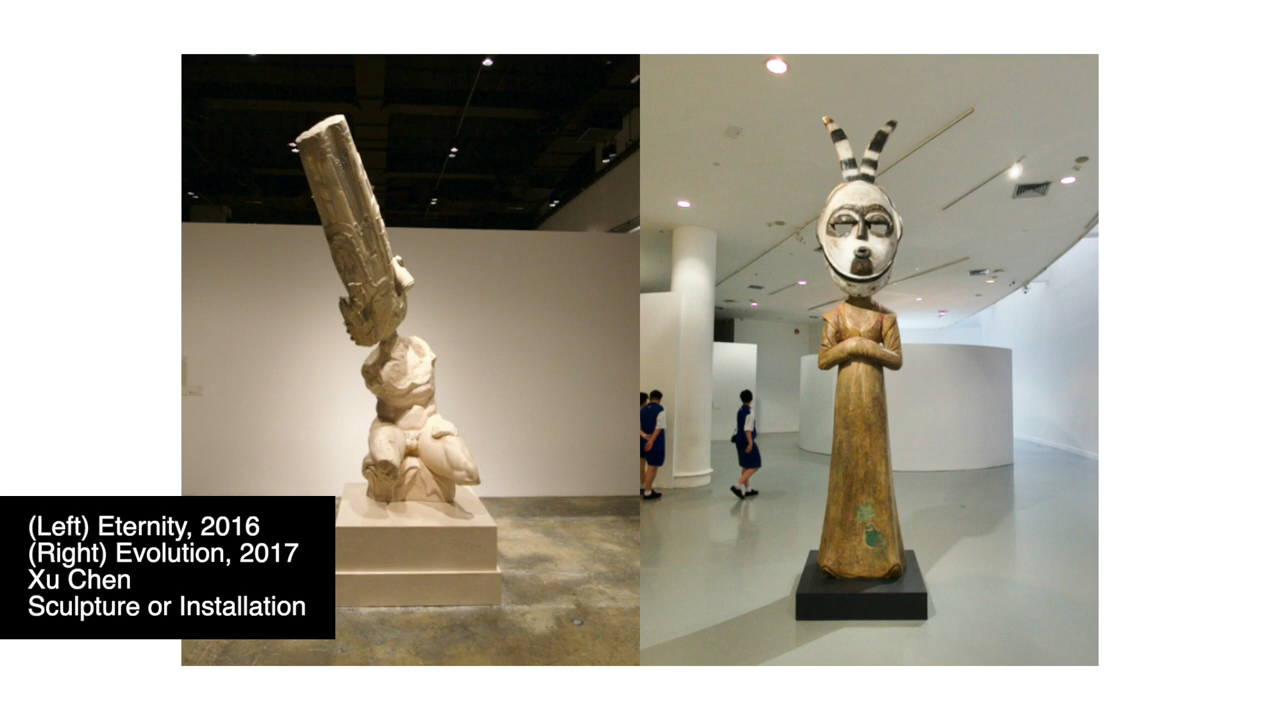 (Left) Eternity, 2016
(Right) Evolution, 2017
Xu Chen
Sculpture or Installation